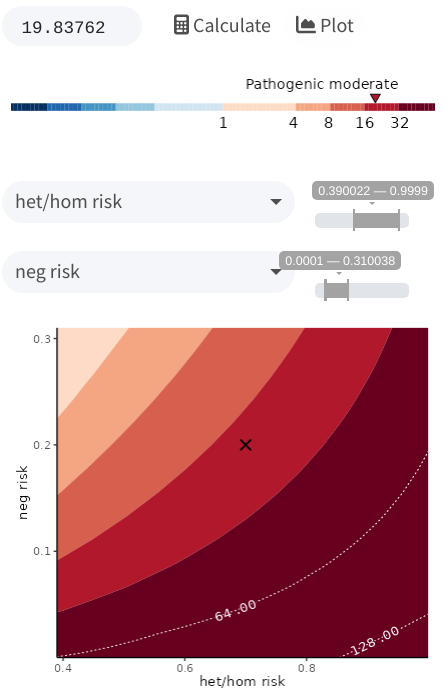 19.83762 Calculate Plot
Pathogenic moderate
1 4 8 16 32
0.390022 — 0.9999
het/hom risk
0.0001 — 0.310038
neg risk
0.3
0.2
0.1
neg risk
64.00
128.00
0.4 0.6 0.8
het/hom risk